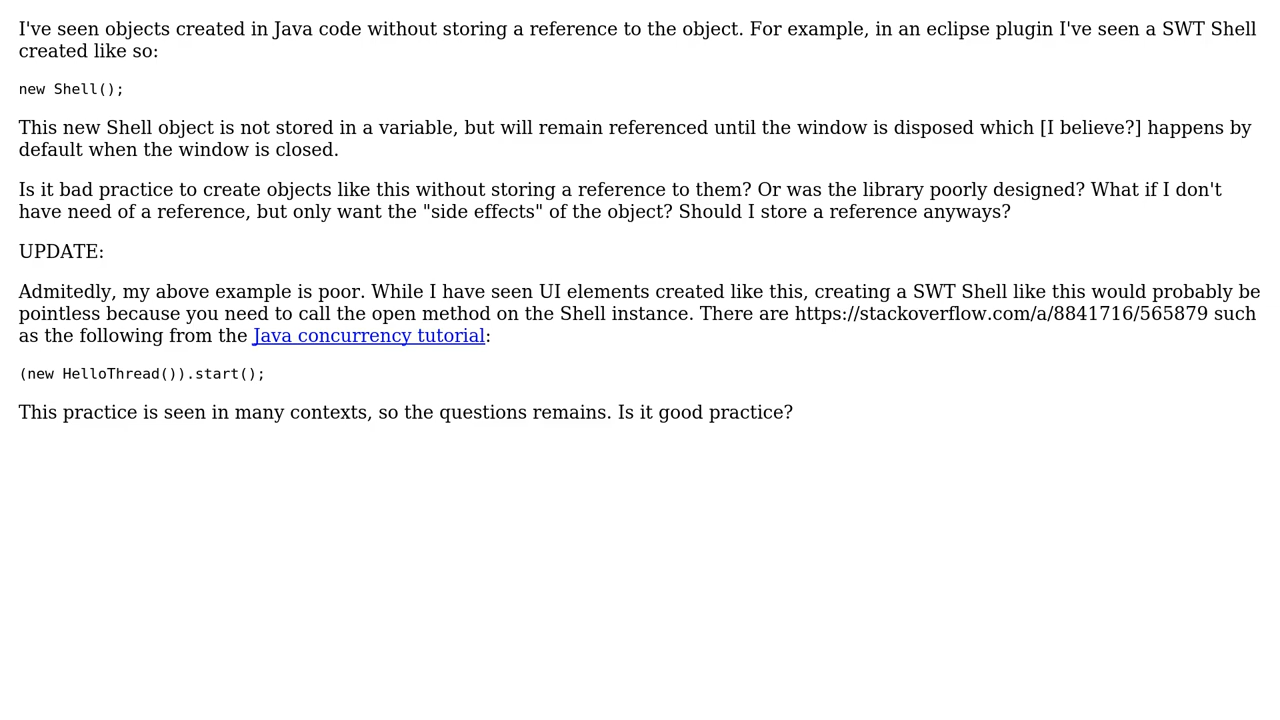 I've seen objects created in Java code without storing a reference to the object. For example, in an eclipse plugin I've seen a SWT Shell
created like so:
new Shell();
This new Shell object is not stored in a variable, but will remain referenced until the window is disposed which [I believe?] happens by
default when the window is closed.
Is it bad practice to create objects like this without storing a reference to them? Or was the library poorly designed? What if I don't
have need of a reference, but only want the "side effects" of the object? Should I store a reference anyways?
UPDATE:
Admitedly, my above example is poor. While I have seen UI elements created like this, creating a SWT Shell like this would probably be
pointless because you need to call the open method on the Shell instance. There are https://stackoverflow.com/a/8841716/565879 such
as the following from the Java concurrency tutorial:
(new HelloThread()).start();
This practice is seen in many contexts, so the questions remains. Is it good practice?